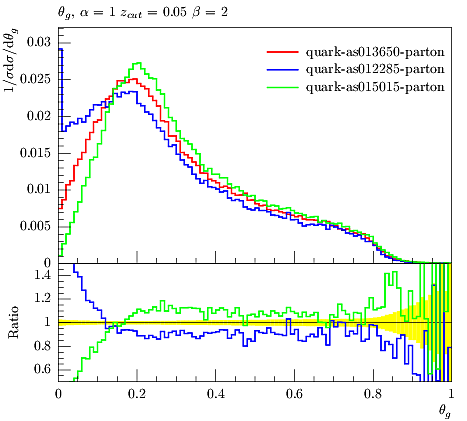 θg, α = 1 zcut = 0.05 β = 2
1/σdσ/dθg
0.03
0.025
0.02
0.015
0.01
0.005
0
quark-as013650-parton
quark-as012285-parton
quark-as015015-parton
Ratio
1.4
1.2
1
0.8
0.6
0 0.2 0.4 0.6 0.8 1
θg